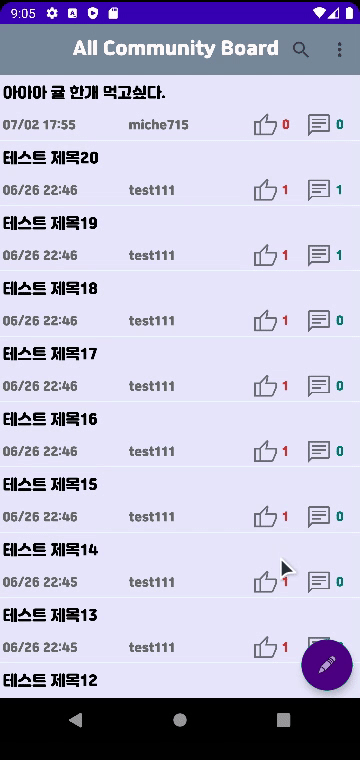 9:05
All Community Board
아아아 귤 한개 먹고싶다.
07/02 17:55 miche715 0 0
테스트 제목20
06/26 22:46 test111 1 1
테스트 제목19
06/26 22:46 test111 1 1
테스트 제목18
06/26 22:46 test111 1 0
테스트 제목17
06/26 22:46 test111 1 0
테스트 제목16
06/26 22:46 test111 1 0
테스트 제목15
06/26 22:46 test111 1 0
테스트 제목14
06/26 22:45 test111 1 0
테스트 제목13
06/26 22:45 test111 1 0
테스트 제목12